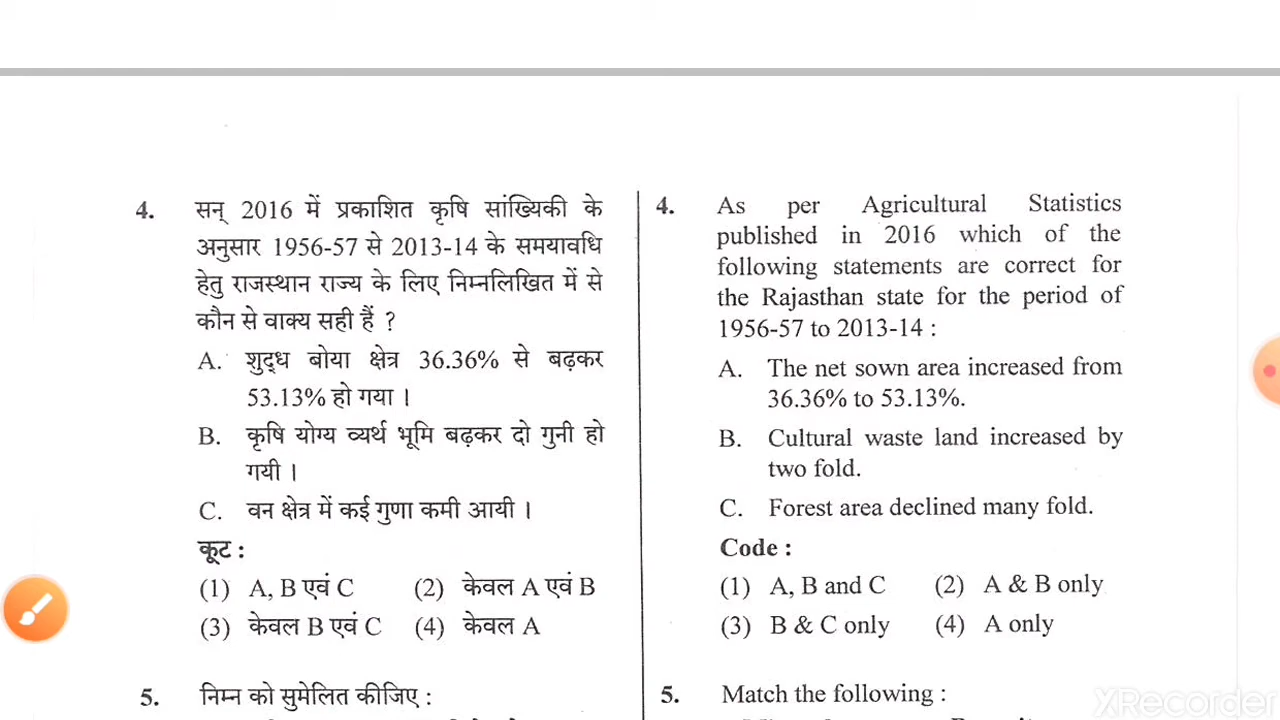 4. सन् 2016 में प्रकाशित कृषि सांख्यिकी के
अनुसार 1956-57 से 2013-14 के समयावधि
हेतु राजस्थान राज्य के लिए निम्नलिखित में से
कौन से वाक्य सही हैं ?
A. शुद्ध बोया क्षेत्र 36.36% से बढ़कर
53.13% हो गया ।
B. कृषि योग्य व्यर्थ भूमि बढ़कर दो गुनी हो
गयी ।
C. वन क्षेत्र में कई गुणा कमी आयी ।
कूट :
(1) A, B एवं C (2) केवल A एवं B
(3) केवल B एवं C (4) केवल A
5. निम्न को सुमेलित कीजिए :
4. As per Agricultural Statistics
published in 2016 which of the
following statements are correct for
the Rajasthan state for the period of
1956-57 to 2013-14 :
A. The net sown area increased from
36.36% to 53.13%.
B. Cultural waste land increased by
two fold.
C. Forest area declined many fold.
Code :
(1) A, B and C (2) A & B only
(3) B & C only (4) A only
5. Match the following :
XRecorder